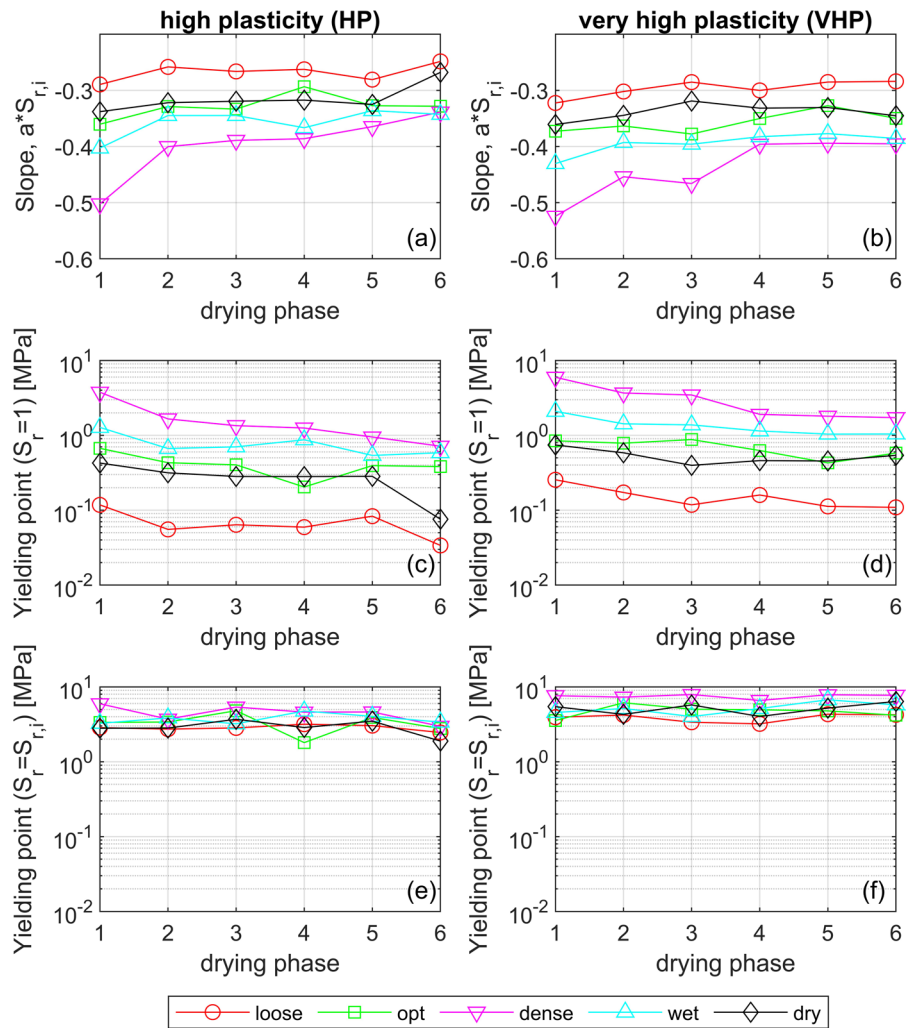 high plasticity (HP)
very high plasticity (VHP)
Slope, a*S_r,i
-0.3
-0.4
-0.5
-0.6
1 2 3 4 5 6
drying phase
(a)
Slope, a*S_r,i
-0.3
-0.4
-0.5
-0.6
1 2 3 4 5 6
drying phase
(b)
Yielding point (S_r=1) [MPa]
10^1
10^0
10^-1
10^-2
1 2 3 4 5 6
drying phase
(c)
Yielding point (S_r=1) [MPa]
10^1
10^0
10^-1
10^-2
1 2 3 4 5 6
drying phase
(d)
Yielding point (S_r=S_r,i) [MPa]
10^1
10^0
10^-1
10^-2
1 2 3 4 5 6
drying phase
(e)
Yielding point (S_r=S_r,i) [MPa]
10^1
10^0
10^-1
10^-2
1 2 3 4 5 6
drying phase
(f)
loose opt dense wet dry